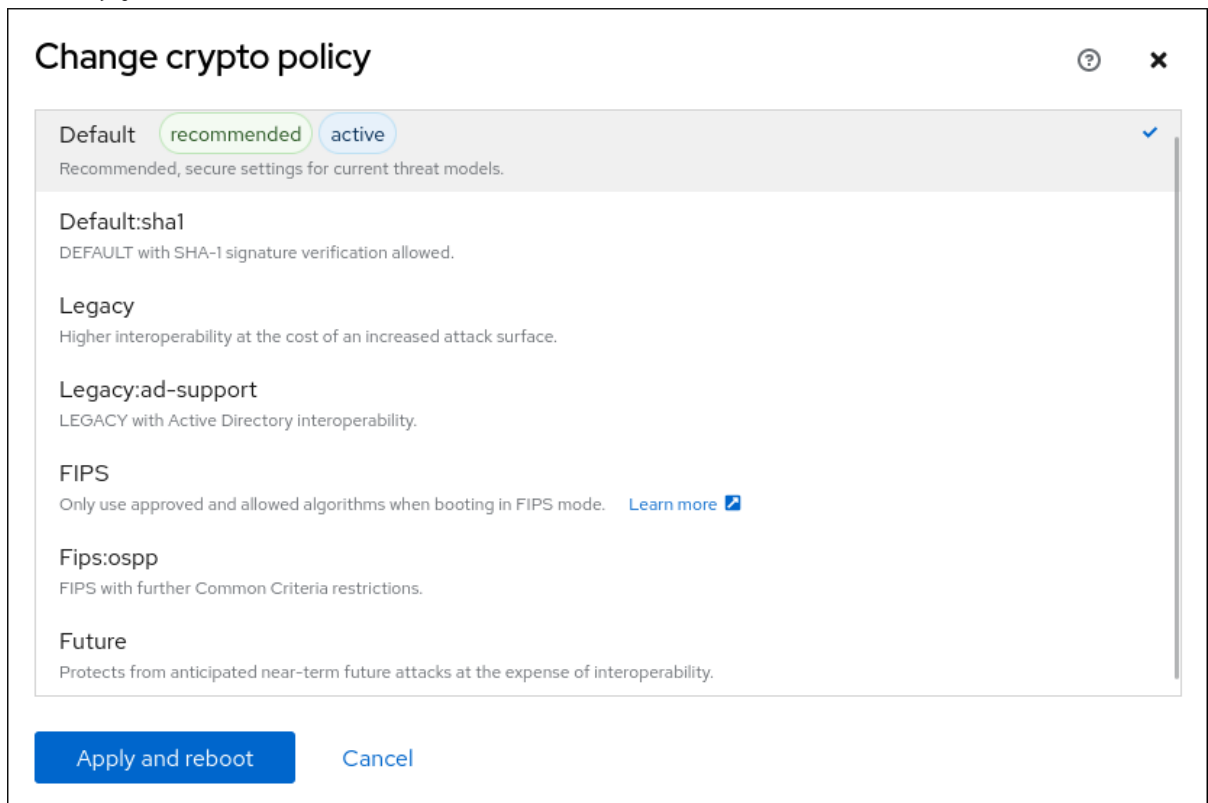 Change crypto policy
Default recommended active
Recommended, secure settings for current threat models.
Default:sha1
DEFAULT with SHA-1 signature verification allowed.
Legacy
Higher interoperability at the cost of an increased attack surface.
Legacy:ad-support
LEGACY with Active Directory interoperability.
FIPS
Only use approved and allowed algorithms when booting in FIPS mode. Learn more
Fips:ospp
FIPS with further Common Criteria restrictions.
Future
Protects from anticipated near-term future attacks at the expense of interoperability.
Apply and reboot Cancel